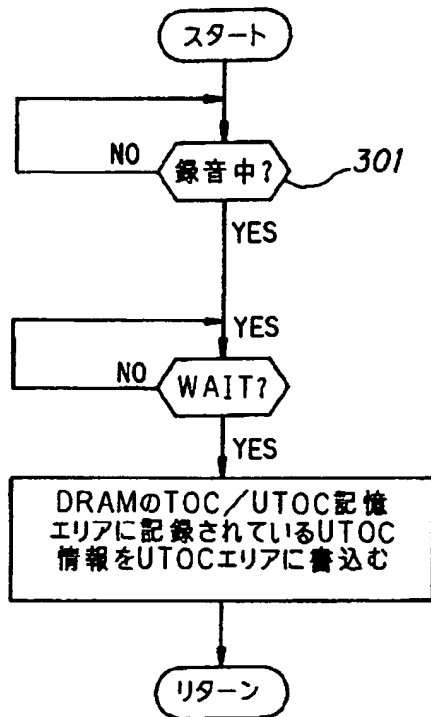 スタート
NO
録音中?
301
YES
YES
NO
WAIT?
YES
DRAMのTOC/UTOC記憶
エリアに記録されているUTOC
情報をUTOCエリアに書込む
リターン